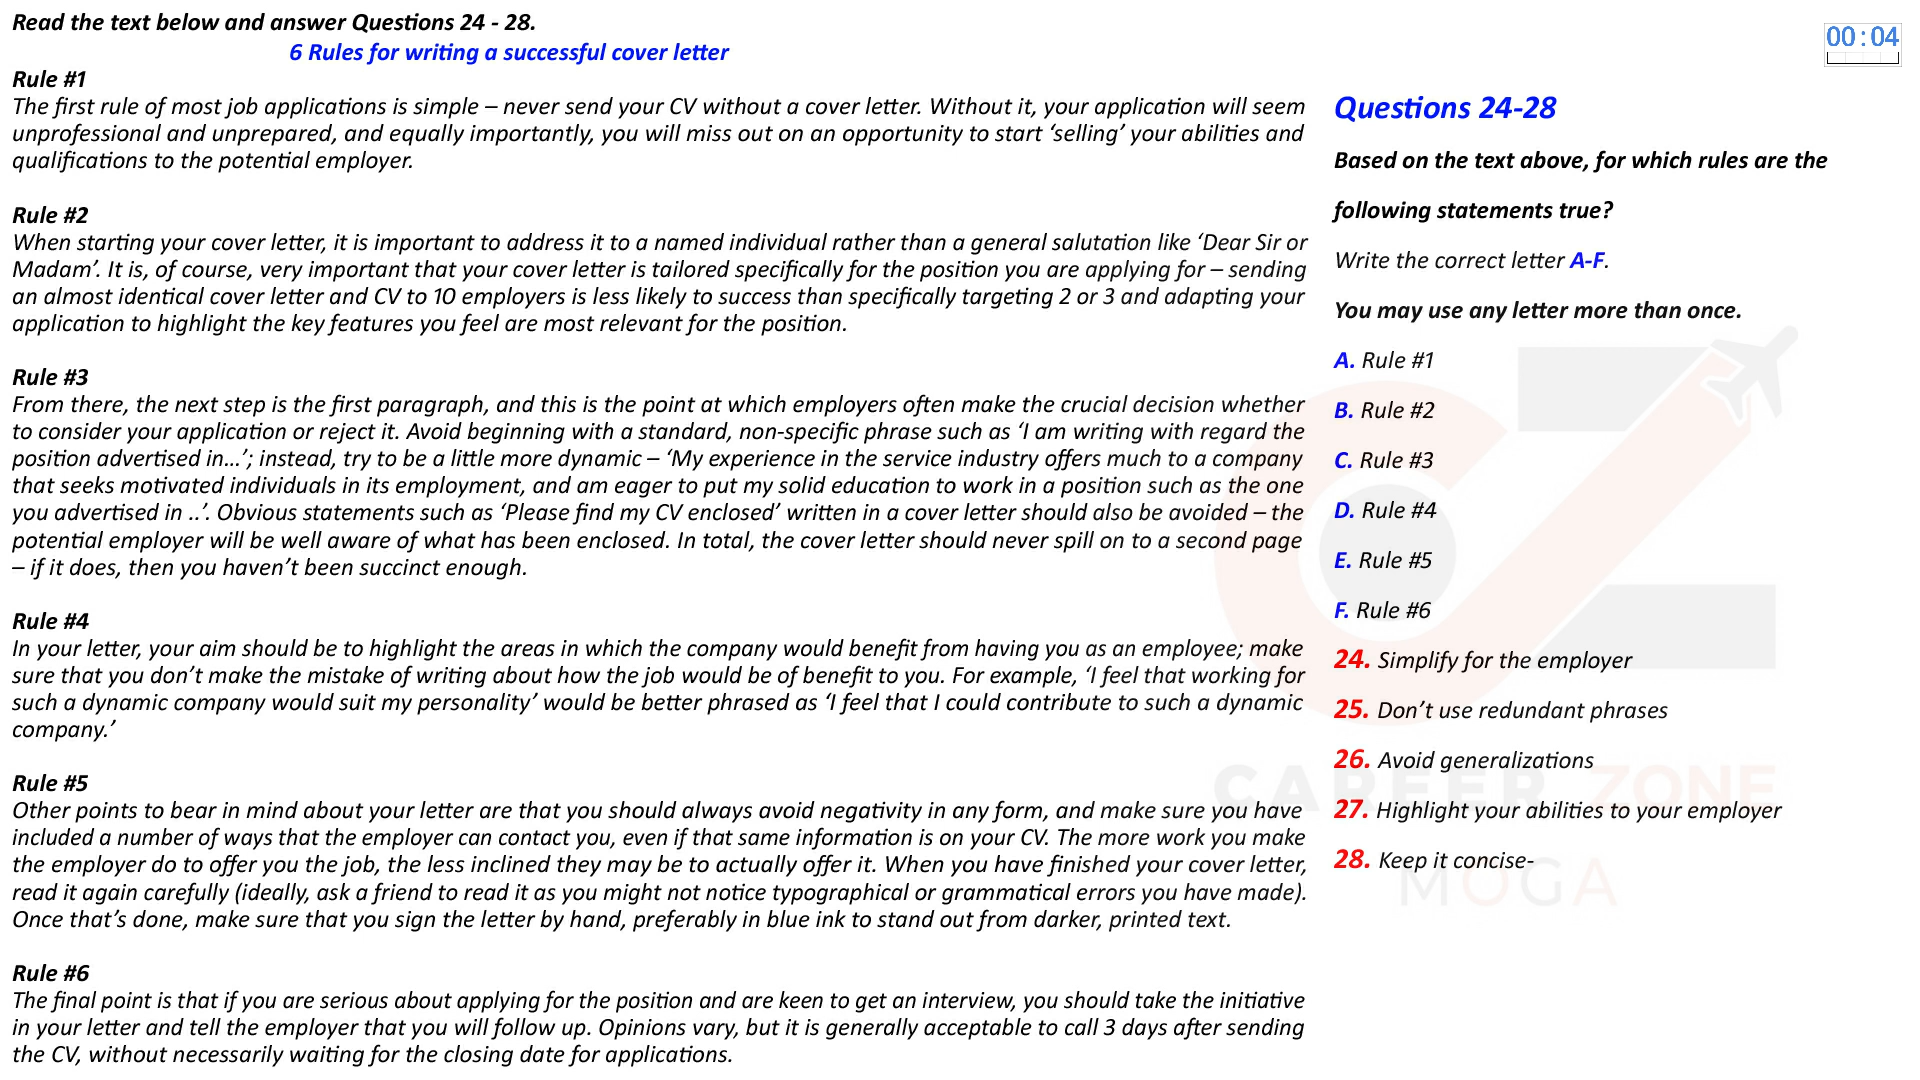 Read the text below and answer Questions 24 - 28.
6 Rules for writing a successful cover letter
Rule #1
The first rule of most job applications is simple – never send your CV without a cover letter. Without it, your application will seem
unprofessional and unprepared, and equally importantly, you will miss out on an opportunity to start ‘selling’ your abilities and
qualifications to the potential employer.
Rule #2
When starting your cover letter, it is important to address it to a named individual rather than a general salutation like ‘Dear Sir or
Madam’. It is, of course, very important that your cover letter is tailored specifically for the position you are applying for – sending
an almost identical cover letter and CV to 10 employers is less likely to success than specifically targeting 2 or 3 and adapting your
application to highlight the key features you feel are most relevant for the position.
Rule #3
From there, the next step is the first paragraph, and this is the point at which employers often make the crucial decision whether
to consider your application or reject it. Avoid beginning with a standard, non-specific phrase such as ‘I am writing with regard the
position advertised in…’; instead, try to be a little more dynamic – ‘My experience in the service industry offers much to a company
that seeks motivated individuals in its employment, and am eager to put my solid education to work in a position such as the one
you advertised in ..’. Obvious statements such as ‘Please find my CV enclosed’ written in a cover letter should also be avoided – the
potential employer will be well aware of what has been enclosed. In total, the cover letter should never spill on to a second page
– if it does, then you haven’t been succinct enough.
Rule #4
In your letter, your aim should be to highlight the areas in which the company would benefit from having you as an employee; make
sure that you don’t make the mistake of writing about how the job would be of benefit to you. For example, ‘I feel that working for
such a dynamic company would suit my personality’ would be better phrased as ‘I feel that I could contribute to such a dynamic
company.’
Rule #5
Other points to bear in mind about your letter are that you should always avoid negativity in any form, and make sure you have
included a number of ways that the employer can contact you, even if that same information is on your CV. The more work you make
the employer do to offer you the job, the less inclined they may be to actually offer it. When you have finished your cover letter,
read it again carefully (ideally, ask a friend to read it as you might not notice typographical or grammatical errors you have made).
Once that’s done, make sure that you sign the letter by hand, preferably in blue ink to stand out from darker, printed text.
Rule #6
The final point is that if you are serious about applying for the position and are keen to get an interview, you should take the initiative
in your letter and tell the employer that you will follow up. Opinions vary, but it is generally acceptable to call 3 days after sending
the CV, without necessarily waiting for the closing date for applications.
00:04
Questions 24-28
Based on the text above, for which rules are the
following statements true?
Write the correct letter A-F.
You may use any letter more than once.
A. Rule #1
B. Rule #2
C. Rule #3
D. Rule #4
E. Rule #5
F. Rule #6
24. Simplify for the employer
25. Don’t use redundant phrases
26. Avoid generalizations
27. Highlight your abilities to your employer
28. Keep it concise-
CAREER ZONE
MOGA